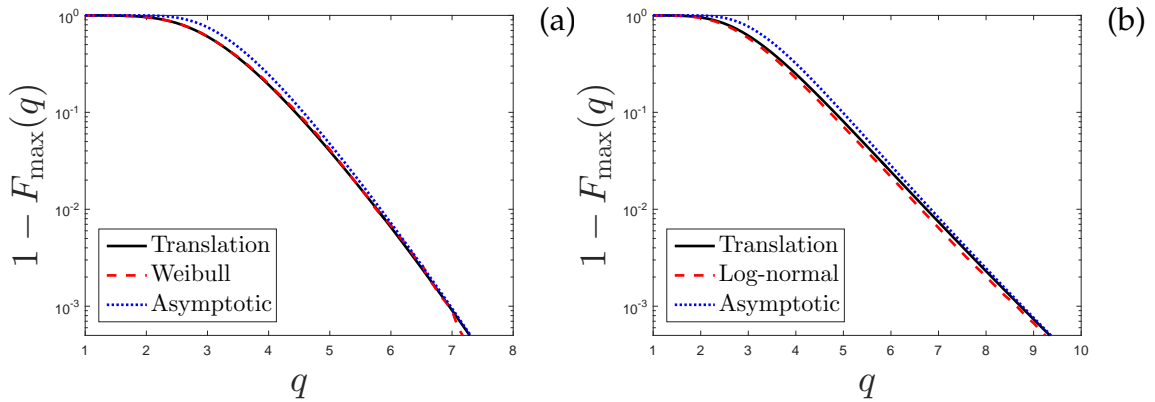 (a)
1 − F_max(q)
10^0
10^-1
10^-2
10^-3
Translation
Weibull
Asymptotic
1 2 3 4 5 6 7 8
q
(b)
1 − F_max(q)
10^0
10^-1
10^-2
10^-3
Translation
Log-normal
Asymptotic
1 2 3 4 5 6 7 8 9 10
q